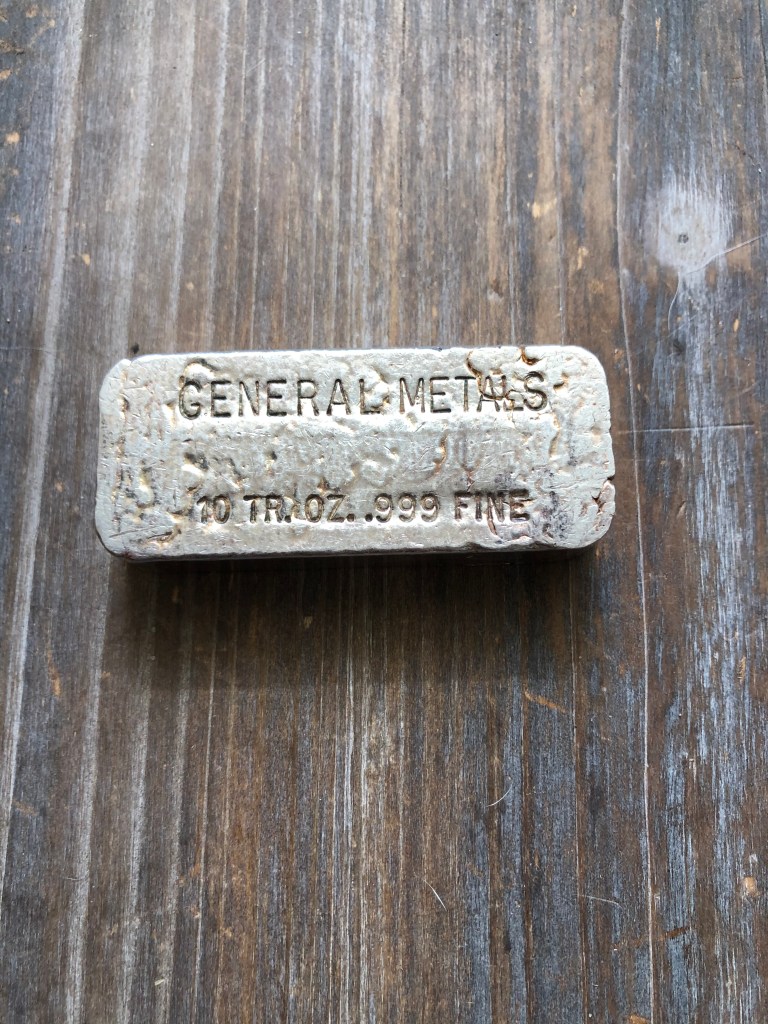 GENERAL METALS
10 TR. OZ. .999 FINE